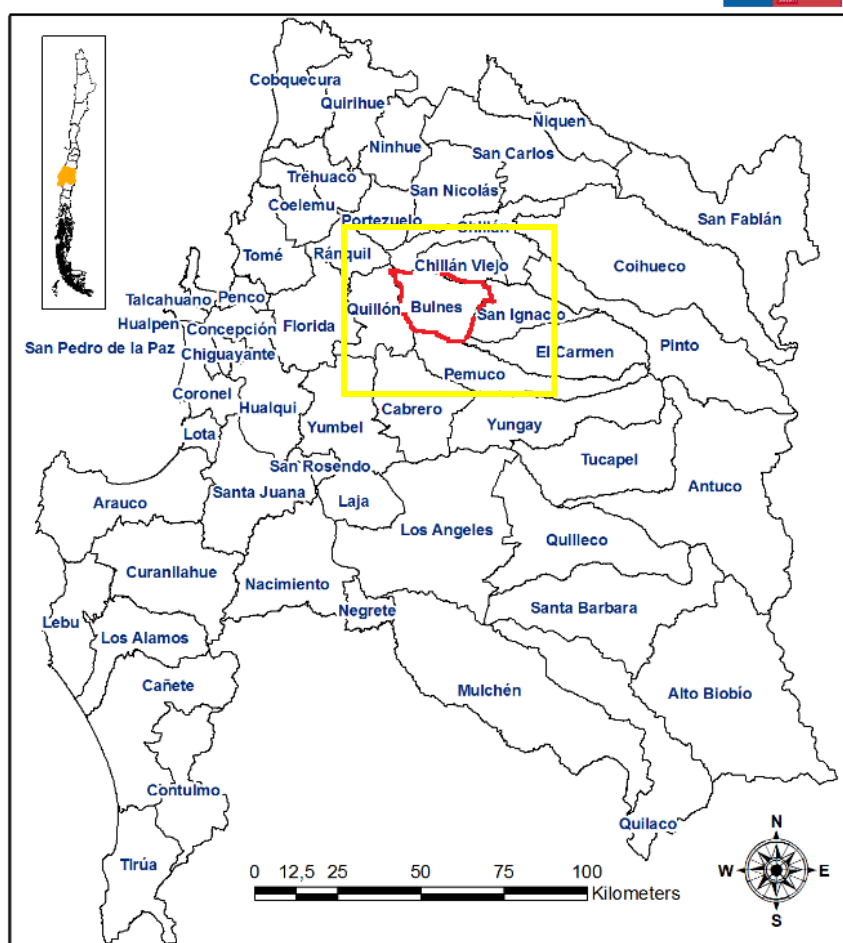 Cobquecura
Quirihue
Ñiquen
Ninhue
San Carlos
Trehuaco
San Nicolás
Coelemu
Portezuelo
San Fablán
Chillán
Tomé
Ránquil
Chillán Viejo
Coihueco
Talcahuano
Penco
Quillón
Bulnes
San Ignacio
Hualpen
Concepción
Florida
San Pedro de la Paz
Chiguayante
El Carmen
Pinto
Pemuco
Coronel
Hualqui
Cabrero
Lota
Yumbel
Yungay
Tucapel
San Rosendo
Arauco
Santa Juana
Laja
Antuco
Los Angeles
Quilleco
Curanilahue
Nacimiento
Negrete
Santa Barbara
Lebu
Los Alamos
Cañete
Mulchén
Alto Biobío
Contulmo
Quilaco
Tirúa
N
W
E
S
0 12,5 25 50 75 100
Kilometers